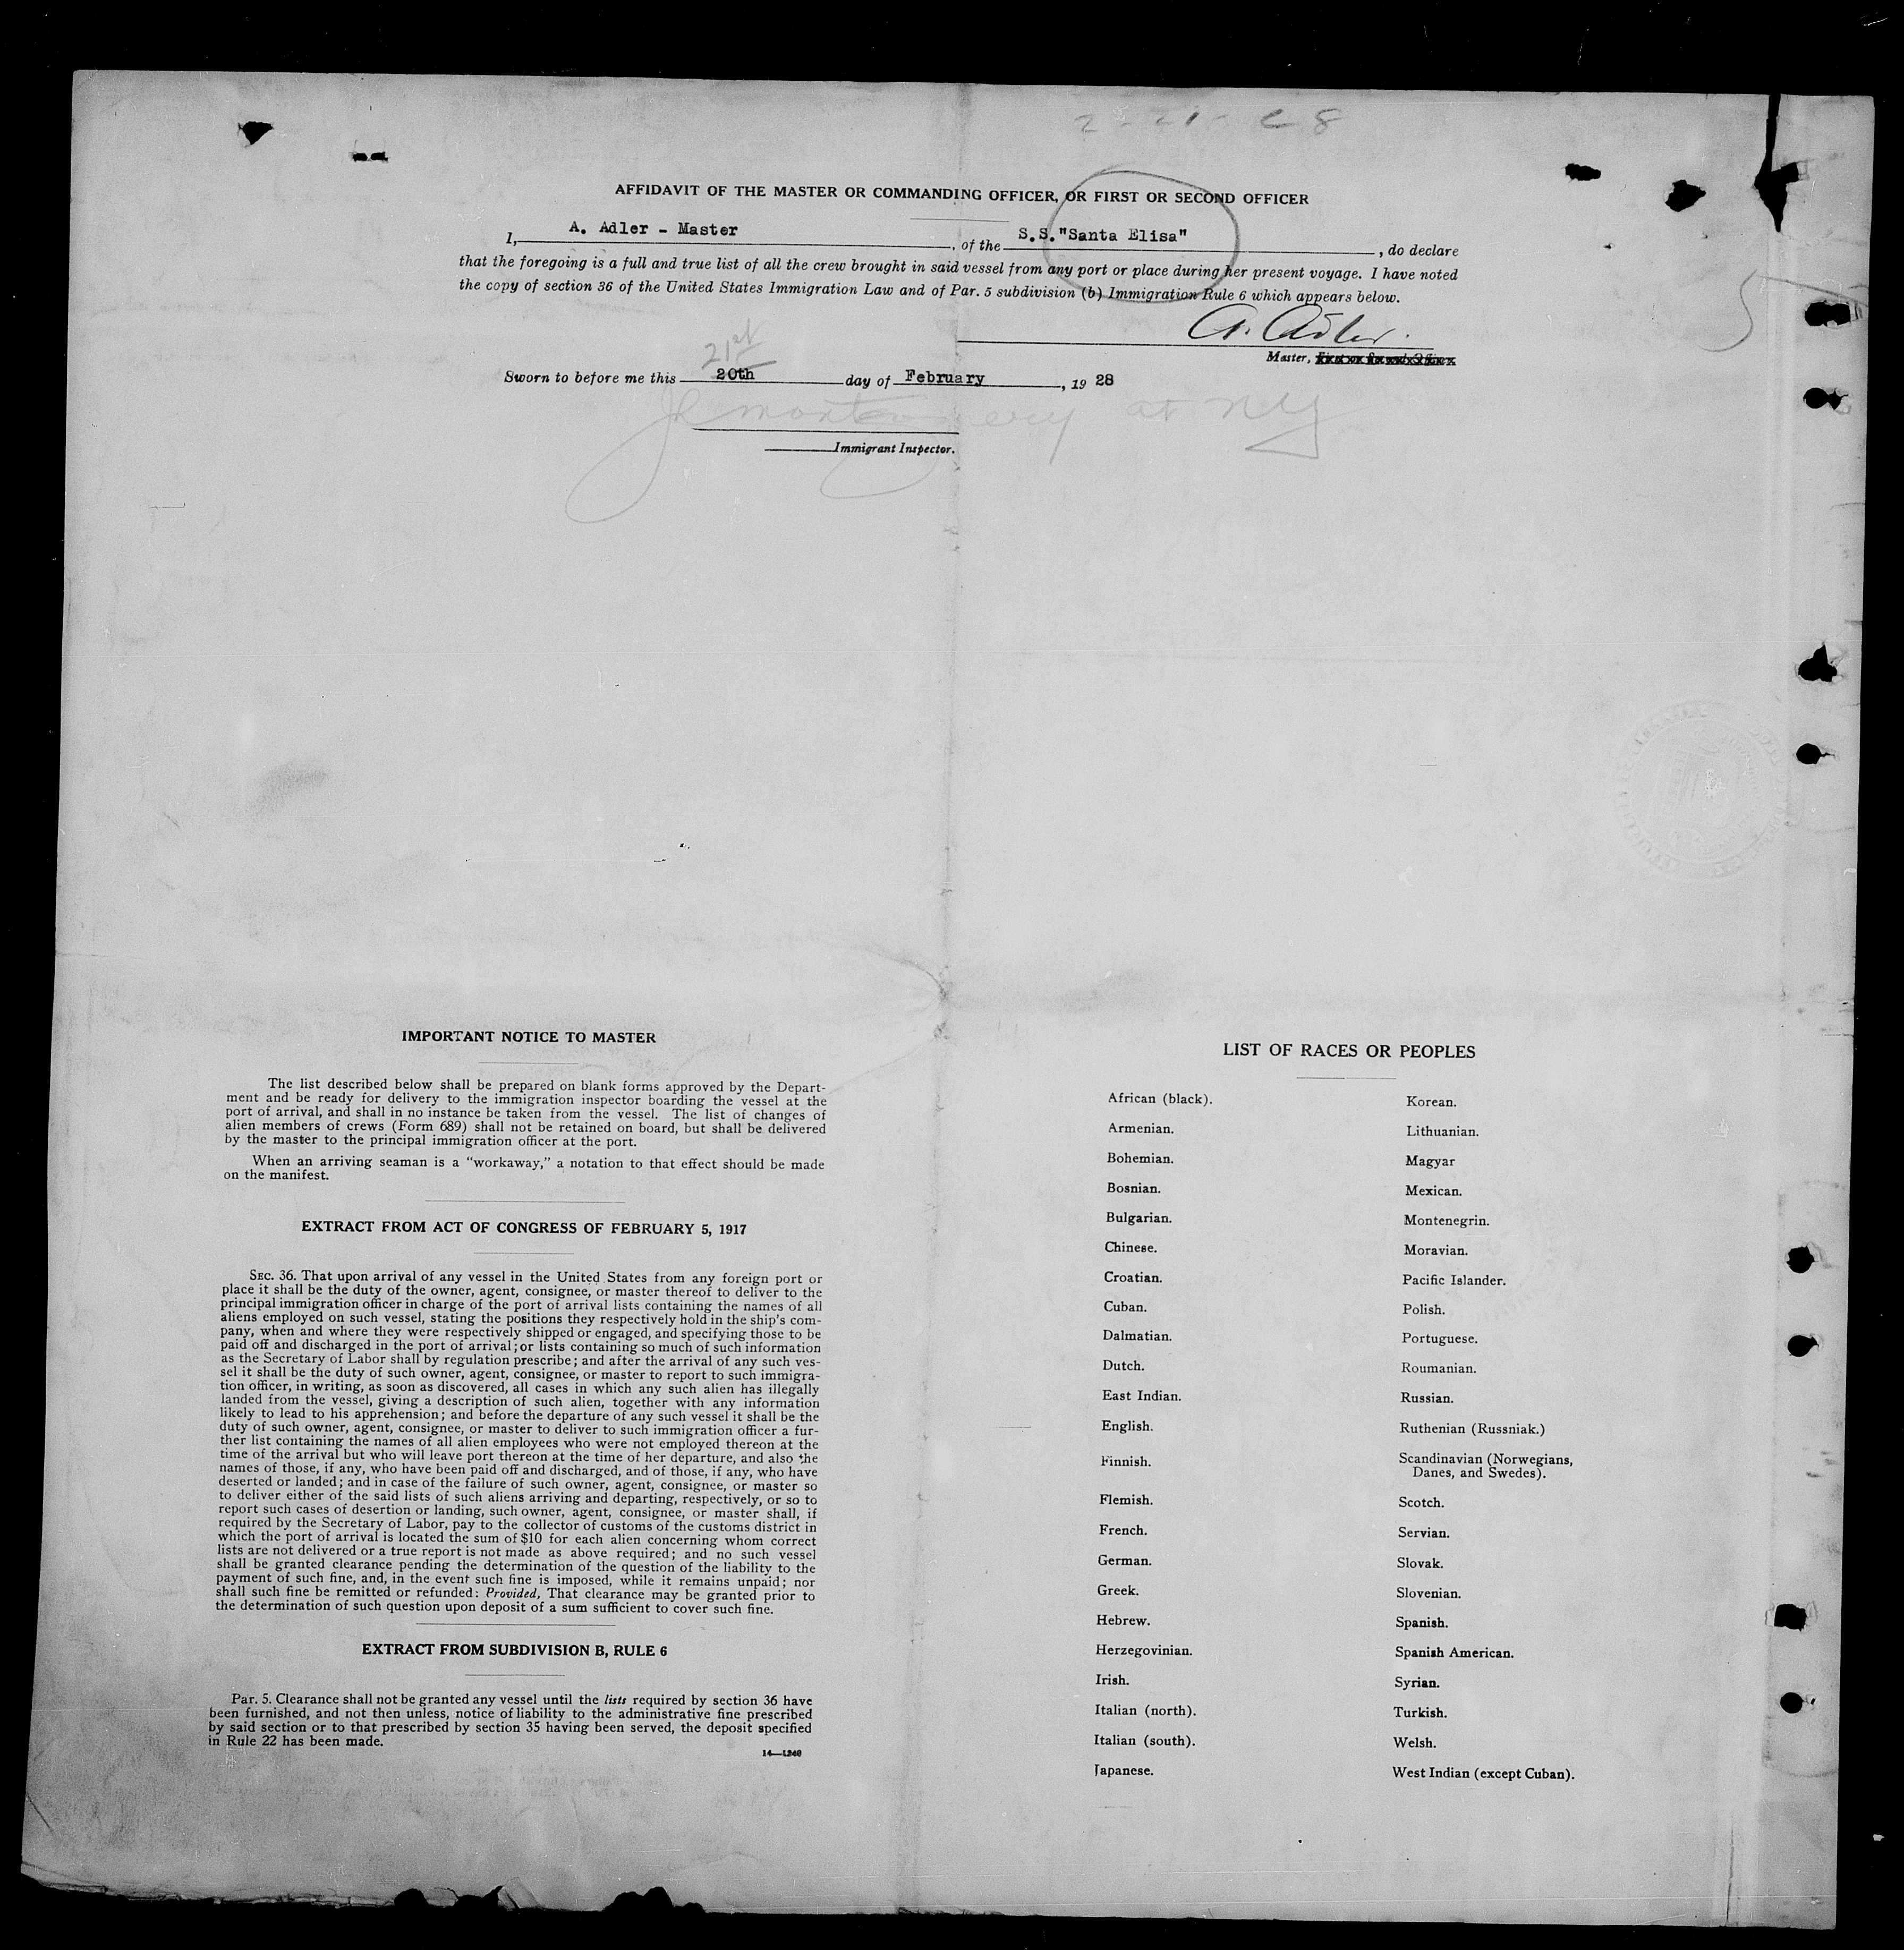 2-21-28
AFFIDAVIT OF THE MASTER OR COMMANDING OFFICER, OR FIRST OR SECOND OFFICER
I, A. Adler - Master, of the S.S."Santa Elisa", do declare
that the foregoing is a full and true list of all the crew brought in said vessel from any port or place during her present voyage. I have noted
the copy of section 36 of the United States Immigration Law and of Par. 5 subdivision (b) Immigration Rule 6 which appears below.
A. Adler.
Master,
21st
Sworn to before me this 20th day of February, 19 28
Montgomery at NY
Immigrant Inspector.
5
IMPORTANT NOTICE TO MASTER
The list described below shall be prepared on blank forms approved by the Depart-
ment and be ready for delivery to the immigration inspector boarding the vessel at the
port of arrival, and shall in no instance be taken from the vessel. The list of changes of
alien members of crews (Form 689) shall not be retained on board, but shall be delivered
by the master to the principal immigration officer at the port.
When an arriving seaman is a "workaway," a notation to that effect should be made
on the manifest.
EXTRACT FROM ACT OF CONGRESS OF FEBRUARY 5, 1917
SEC. 36. That upon arrival of any vessel in the United States from any foreign port or
place it shall be the duty of the owner, agent, consignee, or master thereof to deliver to the
principal immigration officer in charge of the port of arrival lists containing the names of all
aliens employed on such vessel, stating the positions they respectively hold in the ship's com-
pany, when and where they were respectively shipped or engaged, and specifying those to be
paid off and discharged in the port of arrival; or lists containing so much of such information
as the Secretary of Labor shall by regulation prescribe; and after the arrival of any such ves-
sel it shall be the duty of such owner, agent, consignee, or master to report to such immigra-
tion officer, in writing, as soon as discovered, all cases in which any such alien has illegally
landed from the vessel, giving a description of such alien, together with any information
likely to lead to his apprehension; and before the departure of any such vessel it shall be the
duty of such owner, agent, consignee, or master to deliver to such immigration officer a fur-
ther list containing the names of all alien employees who were not employed thereon at the
time of the arrival but who will leave port thereon at the time of her departure, and also the
names of those, if any, who have been paid off and discharged, and of those, if any, who have
deserted or landed; and in case of the failure of such owner, agent, consignee, or master so
to deliver either of the said lists of such aliens arriving and departing, respectively, or so to
report such cases of desertion or landing, such owner, agent, consignee, or master shall, if
required by the Secretary of Labor, pay to the collector of customs of the customs district in
which the port of arrival is located the sum of $10 for each alien concerning whom correct
lists are not delivered or a true report is not made as above required; and no such vessel
shall be granted clearance pending the determination of the question of the liability to the
payment of such fine, and, in the event such fine is imposed, while it remains unpaid; nor
shall such fine be remitted or refunded: Provided, That clearance may be granted prior to
the determination of such question upon deposit of a sum sufficient to cover such fine.
EXTRACT FROM SUBDIVISION B, RULE 6
Par. 5. Clearance shall not be granted any vessel until the lists required by section 36 have
been furnished, and not then unless, notice of liability to the administrative fine prescribed
by said section or to that prescribed by section 35 having been served, the deposit specified
in Rule 22 has been made.
14—1240
LIST OF RACES OR PEOPLES
African (black).
Armenian.
Bohemian.
Bosnian.
Bulgarian.
Chinese.
Croatian.
Cuban.
Dalmatian.
Dutch.
East Indian.
English.
Finnish.
Flemish.
French.
German.
Greek.
Hebrew.
Herzegovinian.
Irish.
Italian (north).
Italian (south).
Japanese.
Korean.
Lithuanian.
Magyar
Mexican.
Montenegrin.
Moravian.
Pacific Islander.
Polish.
Portuguese.
Roumanian.
Russian.
Ruthenian (Russniak.)
Scandinavian (Norwegians,
Danes, and Swedes).
Scotch.
Servian.
Slovak.
Slovenian.
Spanish.
Spanish American.
Syrian.
Turkish.
Welsh.
West Indian (except Cuban).